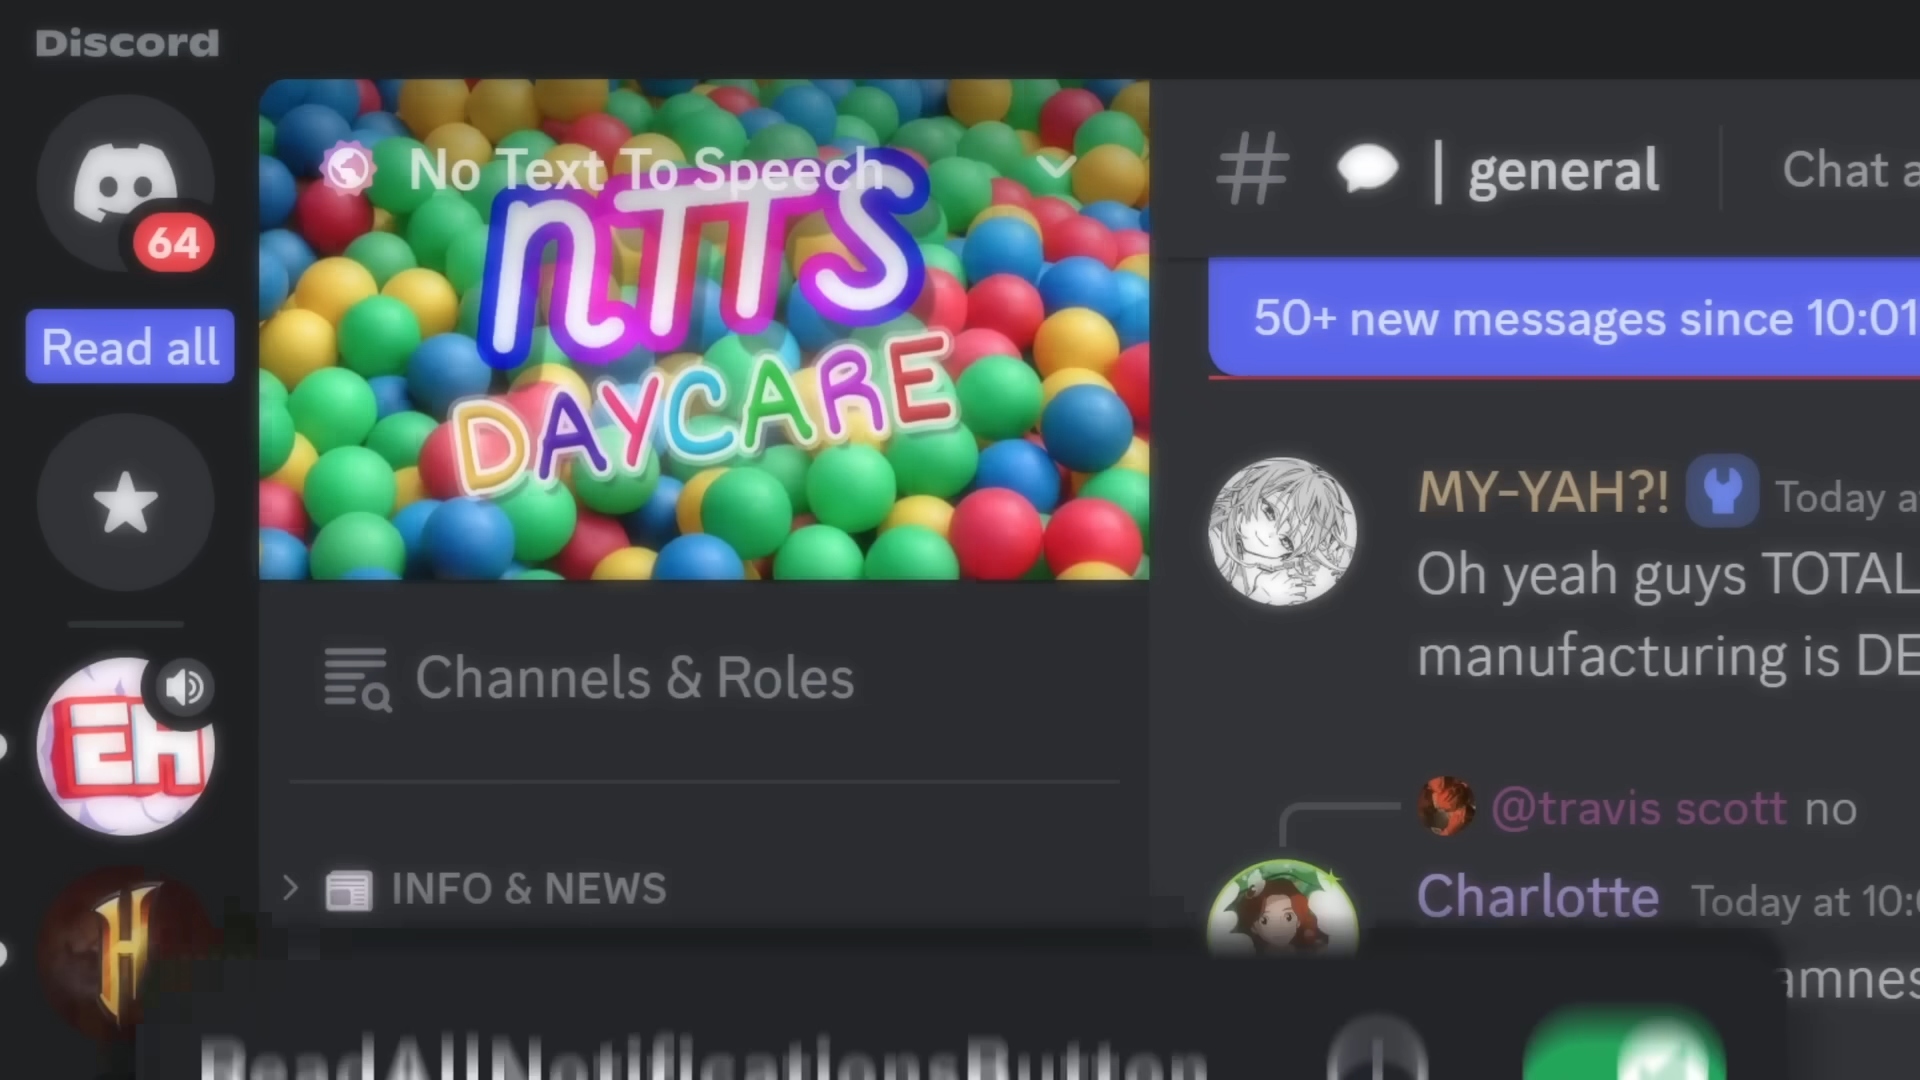 Discord
64
Read all
No Text To Speech
nTTS
DAYCARE
Channels & Roles
INFO & NEWS
EH
H
| general
Chat a
50+ new messages since 10:01
MY-YAH?!
Today a
Oh yeah guys TOTAL
manufacturing is DE
@travis scott no
Charlotte Today at 10:
amnes
ReadAllNotificationsButton